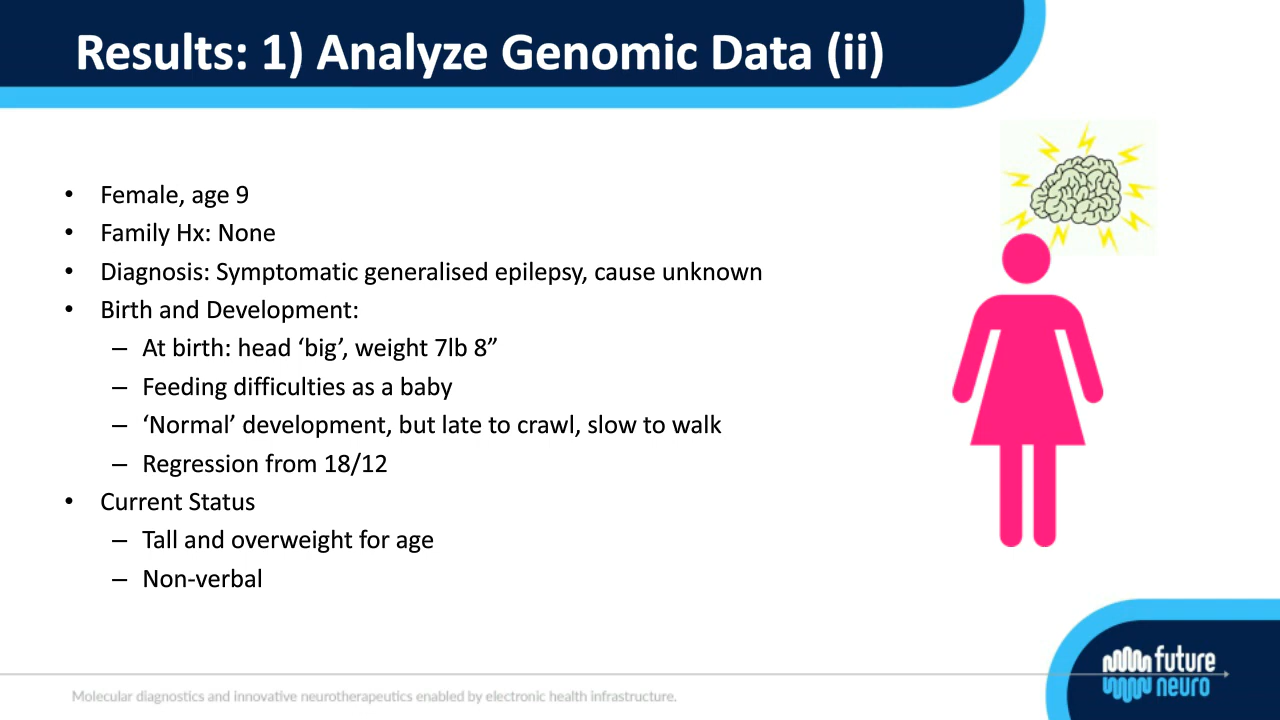 Results: 1) Analyze Genomic Data (ii)
• Female, age 9
• Family Hx: None
• Diagnosis: Symptomatic generalised epilepsy, cause unknown
• Birth and Development:
– At birth: head ‘big’, weight 7lb 8”
– Feeding difficulties as a baby
– ‘Normal’ development, but late to crawl, slow to walk
– Regression from 18/12
• Current Status
– Tall and overweight for age
– Non-verbal
future
neuro
Molecular diagnostics and innovative neurotherapeutics enabled by electronic health infrastructure.